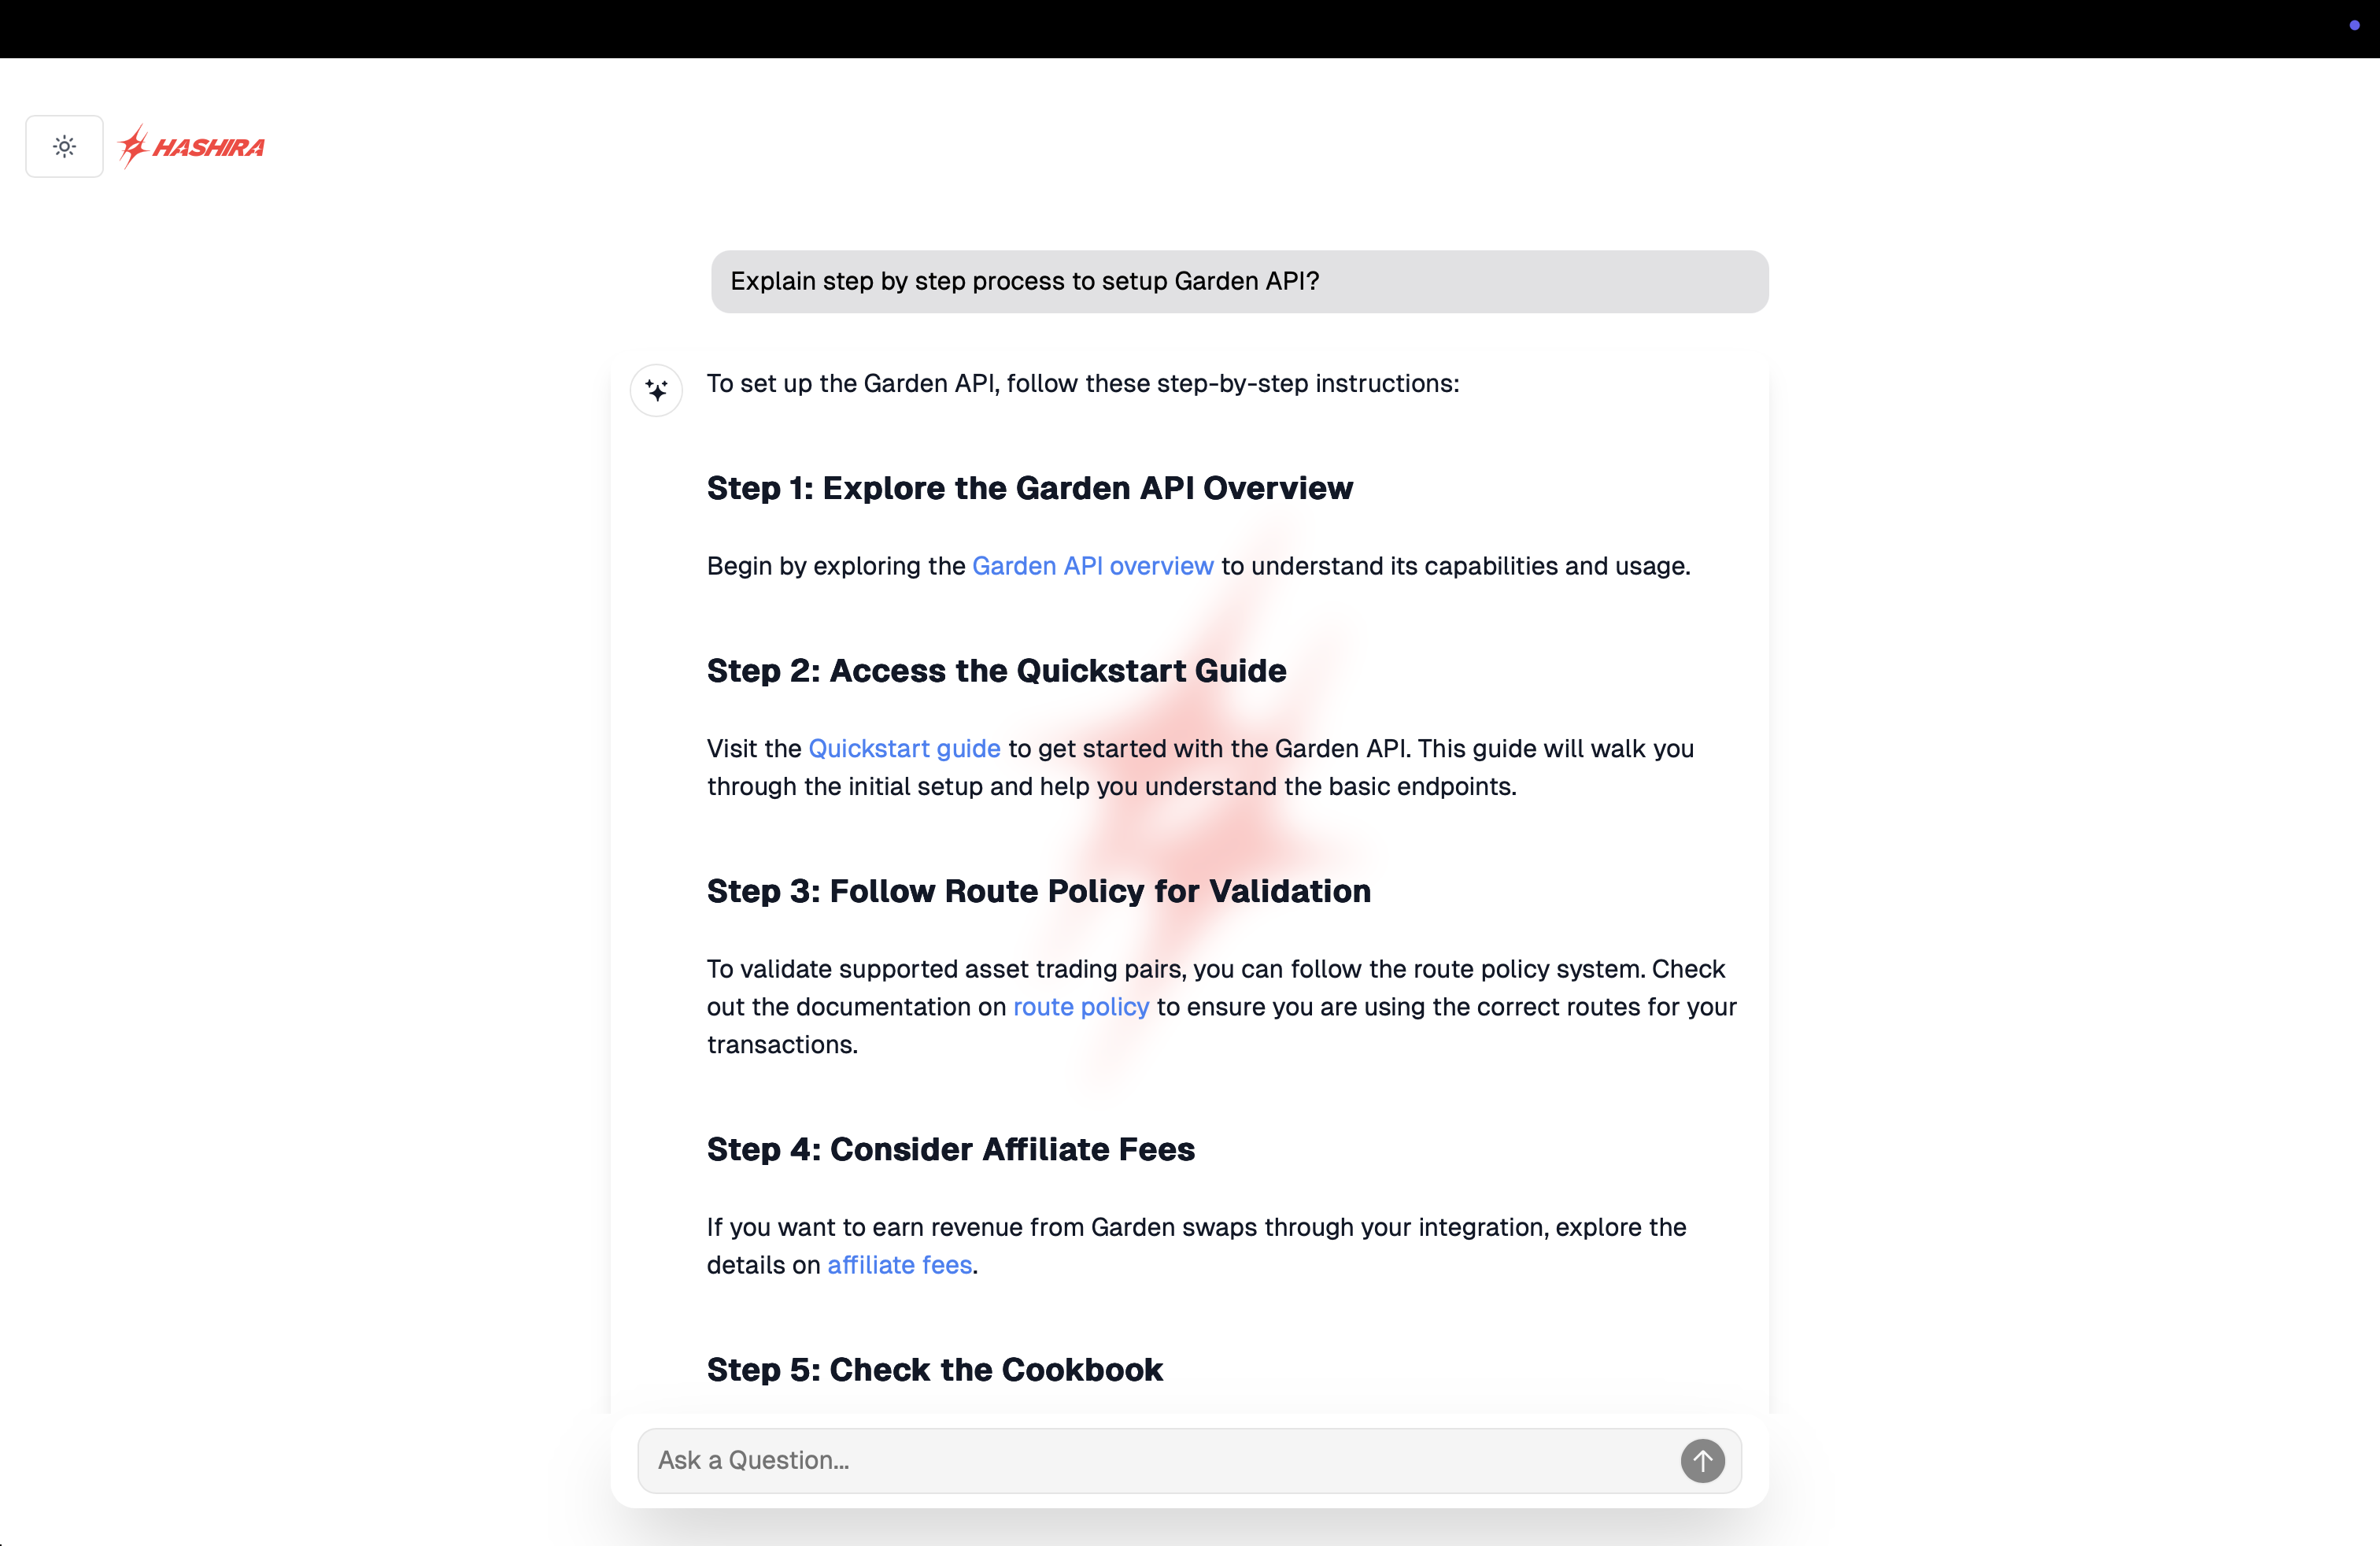 HASHIRA
Explain step by step process to setup Garden API?
To set up the Garden API, follow these step-by-step instructions:
Step 1: Explore the Garden API Overview
Begin by exploring the Garden API overview to understand its capabilities and usage.
Step 2: Access the Quickstart Guide
Visit the Quickstart guide to get started with the Garden API. This guide will walk you
through the initial setup and help you understand the basic endpoints.
Step 3: Follow Route Policy for Validation
To validate supported asset trading pairs, you can follow the route policy system. Check
out the documentation on route policy to ensure you are using the correct routes for your
transactions.
Step 4: Consider Affiliate Fees
If you want to earn revenue from Garden swaps through your integration, explore the
details on affiliate fees.
Step 5: Check the Cookbook
Ask a Question...